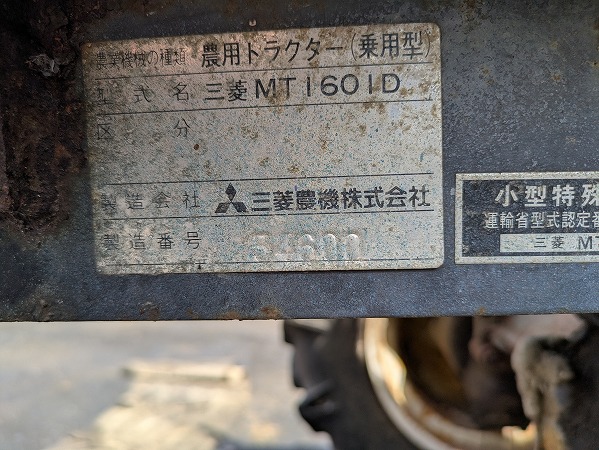 農業機械の種類 農用トラクター(乗用型)
型式名 三菱MT1601D
区分
製造会社 三菱農機株式会社
製造番号
小型特殊
運輸省型式認定番
三菱 MT